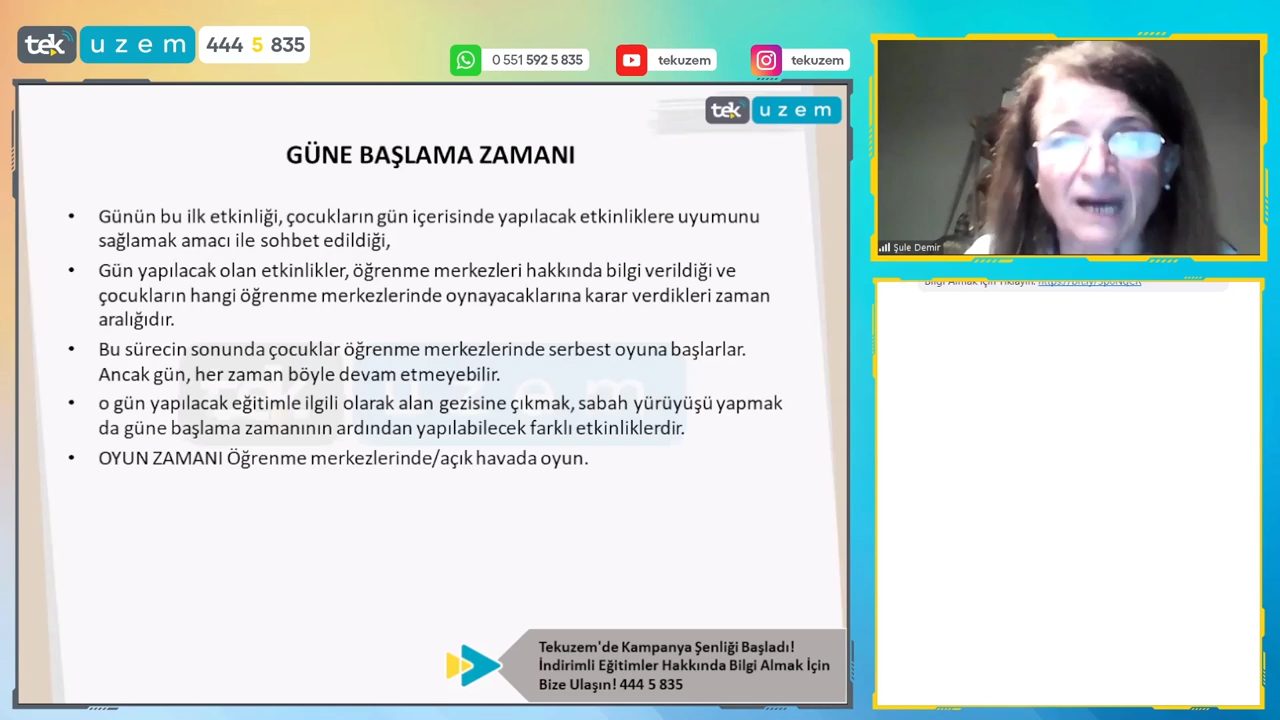 tek uzem 444 5 835
0 551 592 5 835
tekuzem
tekuzem
tek uzem
GÜNE BAŞLAMA ZAMANI
• Günün bu ilk etkinliği, çocukların gün içerisinde yapılacak etkinliklere uyumunu
sağlamak amacı ile sohbet edildiği,
• Gün yapılacak olan etkinlikler, öğrenme merkezleri hakkında bilgi verildiği ve
çocukların hangi öğrenme merkezlerinde oynayacaklarına karar verdikleri zaman
aralığıdır.
• Bu sürecin sonunda çocuklar öğrenme merkezlerinde serbest oyuna başlarlar.
Ancak gün, her zaman böyle devam etmeyebilir.
• o gün yapılacak eğitimle ilgili olarak alan gezisine çıkmak, sabah yürüyüşü yapmak
da güne başlama zamanının ardından yapılabilecek farklı etkinliklerdir.
• OYUN ZAMANI Öğrenme merkezlerinde/açık havada oyun.
Tekuzem'de Kampanya Şenliği Başladı!
İndirimli Eğitimler Hakkında Bilgi Almak İçin
Bize Ulaşın! 444 5 835
Şule Demir
Bilgi Almak İçin Tıklayın: